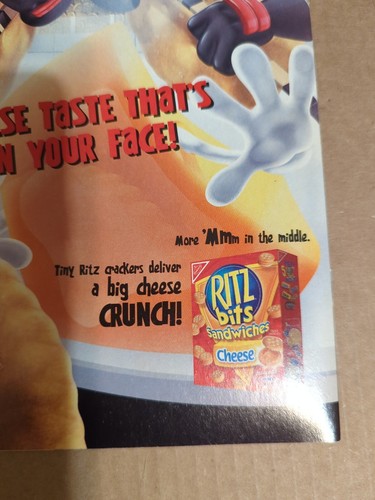 SE TASTE THAT'S
N YOUR FACE!
More 'Mmm in the middle.
Tiny Ritz crackers deliver
a big cheese
CRUNCH!
RITZ
bits
Sandwiches
Cheese